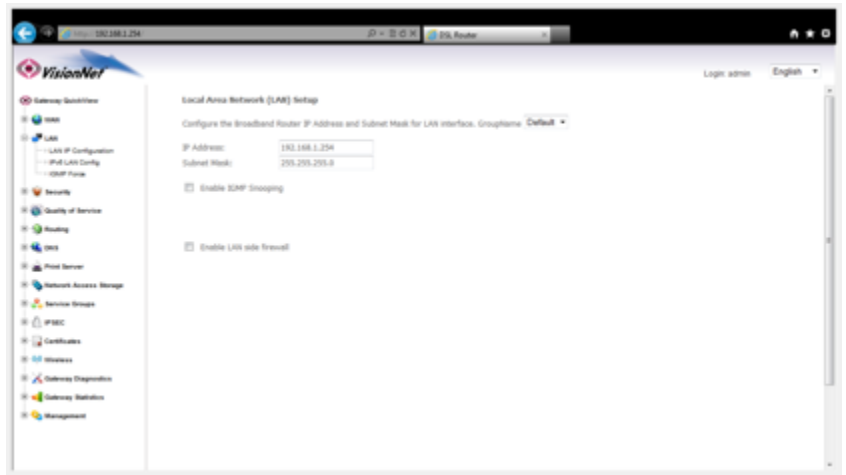 http://192.168.1.254/
DSL Router
VisionNet
Login: admin
English
Gateway QuickView
WAN
LAN
LAN IP Configuration
IPv6 LAN Config
IGMP Force
Security
Quality of Service
Routing
DNS
Print Server
Network Access Storage
Service Groups
IPSEC
Certificates
Wireless
Gateway Diagnostics
Gateway Statistics
Management
Local Area Network (LAN) Setup
Configure the Broadband Router IP Address and Subnet Mask for LAN interface. GroupName Default
IP Address: 192.168.1.254
Subnet Mask: 255.255.255.0
Enable IGMP Snooping
Enable LAN side firewall